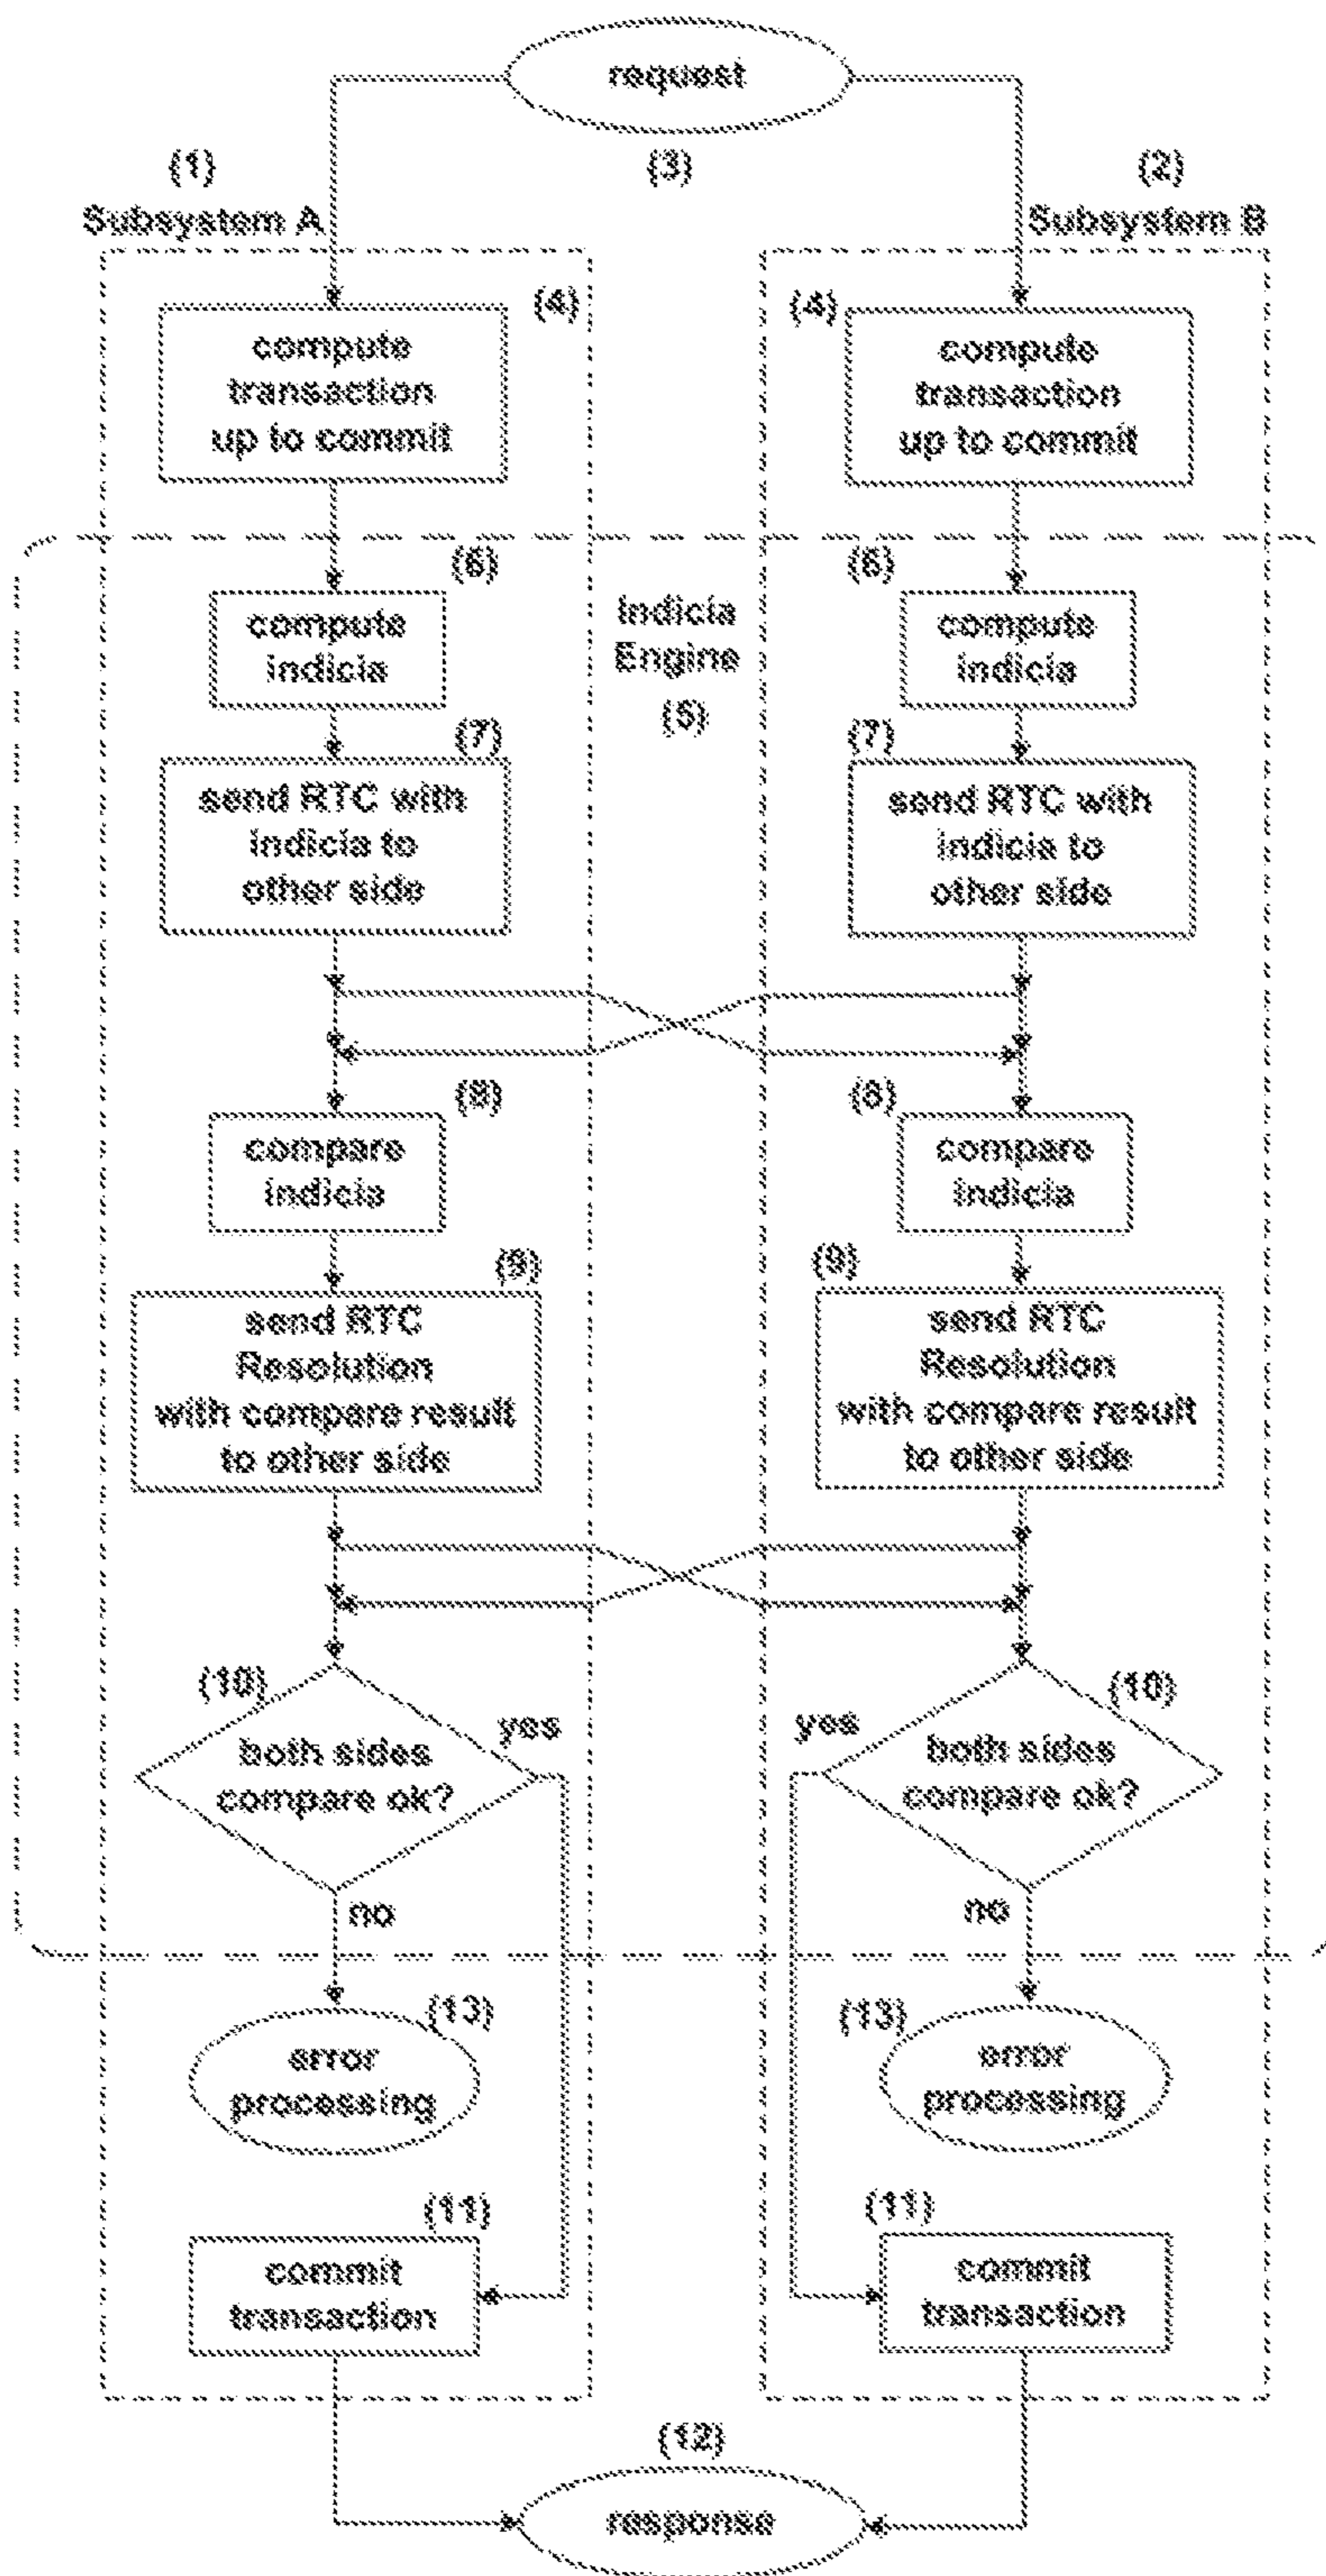 request
(3)
(1)
Subsystem A
(2)
Subsystem B
(4)
compute
transaction
up to commit
(4)
compute
transaction
up to commit
Indicia
Engine
(5)
(6)
compute
indicia
(6)
compute
indicia
(7)
send RTC with
indicia to
other side
(7)
send RTC with
indicia to
other side
(8)
compare
indicia
(8)
compare
indicia
(9)
send RTC
Resolution
with compare result
to other side
(9)
send RTC
Resolution
with compare result
to other side
(10)
both sides
compare ok?
yes
no
(10)
both sides
compare ok?
yes
no
(13)
error
processing
(13)
error
processing
(11)
commit
transaction
(11)
commit
transaction
(12)
response